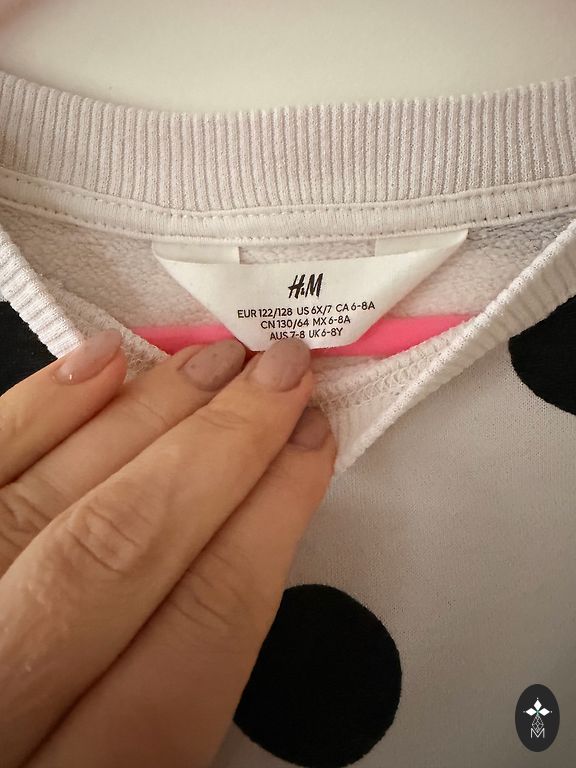 H&M
EUR 122/128 US 6X/7 CA 6-8A
CN 130/64 MX 6-8A
AUS 7-8 UK 6-8Y
M